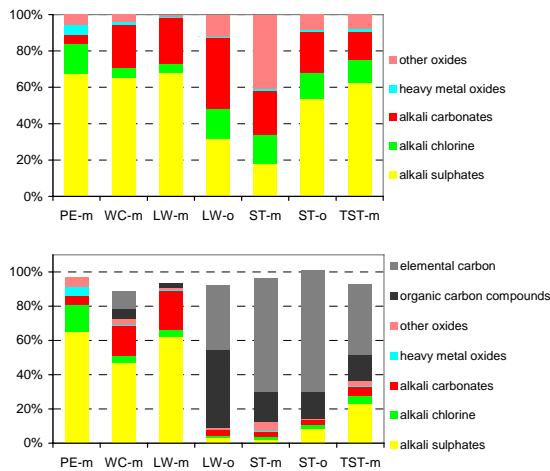 100%
80%
60%
40%
20%
0%
PE-m WC-m LW-m LW-o ST-m ST-o TST-m
other oxides
heavy metal oxides
alkali carbonates
alkali chlorine
alkali sulphates
100%
80%
60%
40%
20%
0%
PE-m WC-m LW-m LW-o ST-m ST-o TST-m
elemental carbon
organic carbon compounds
other oxides
heavy metal oxides
alkali carbonates
alkali chlorine
alkali sulphates